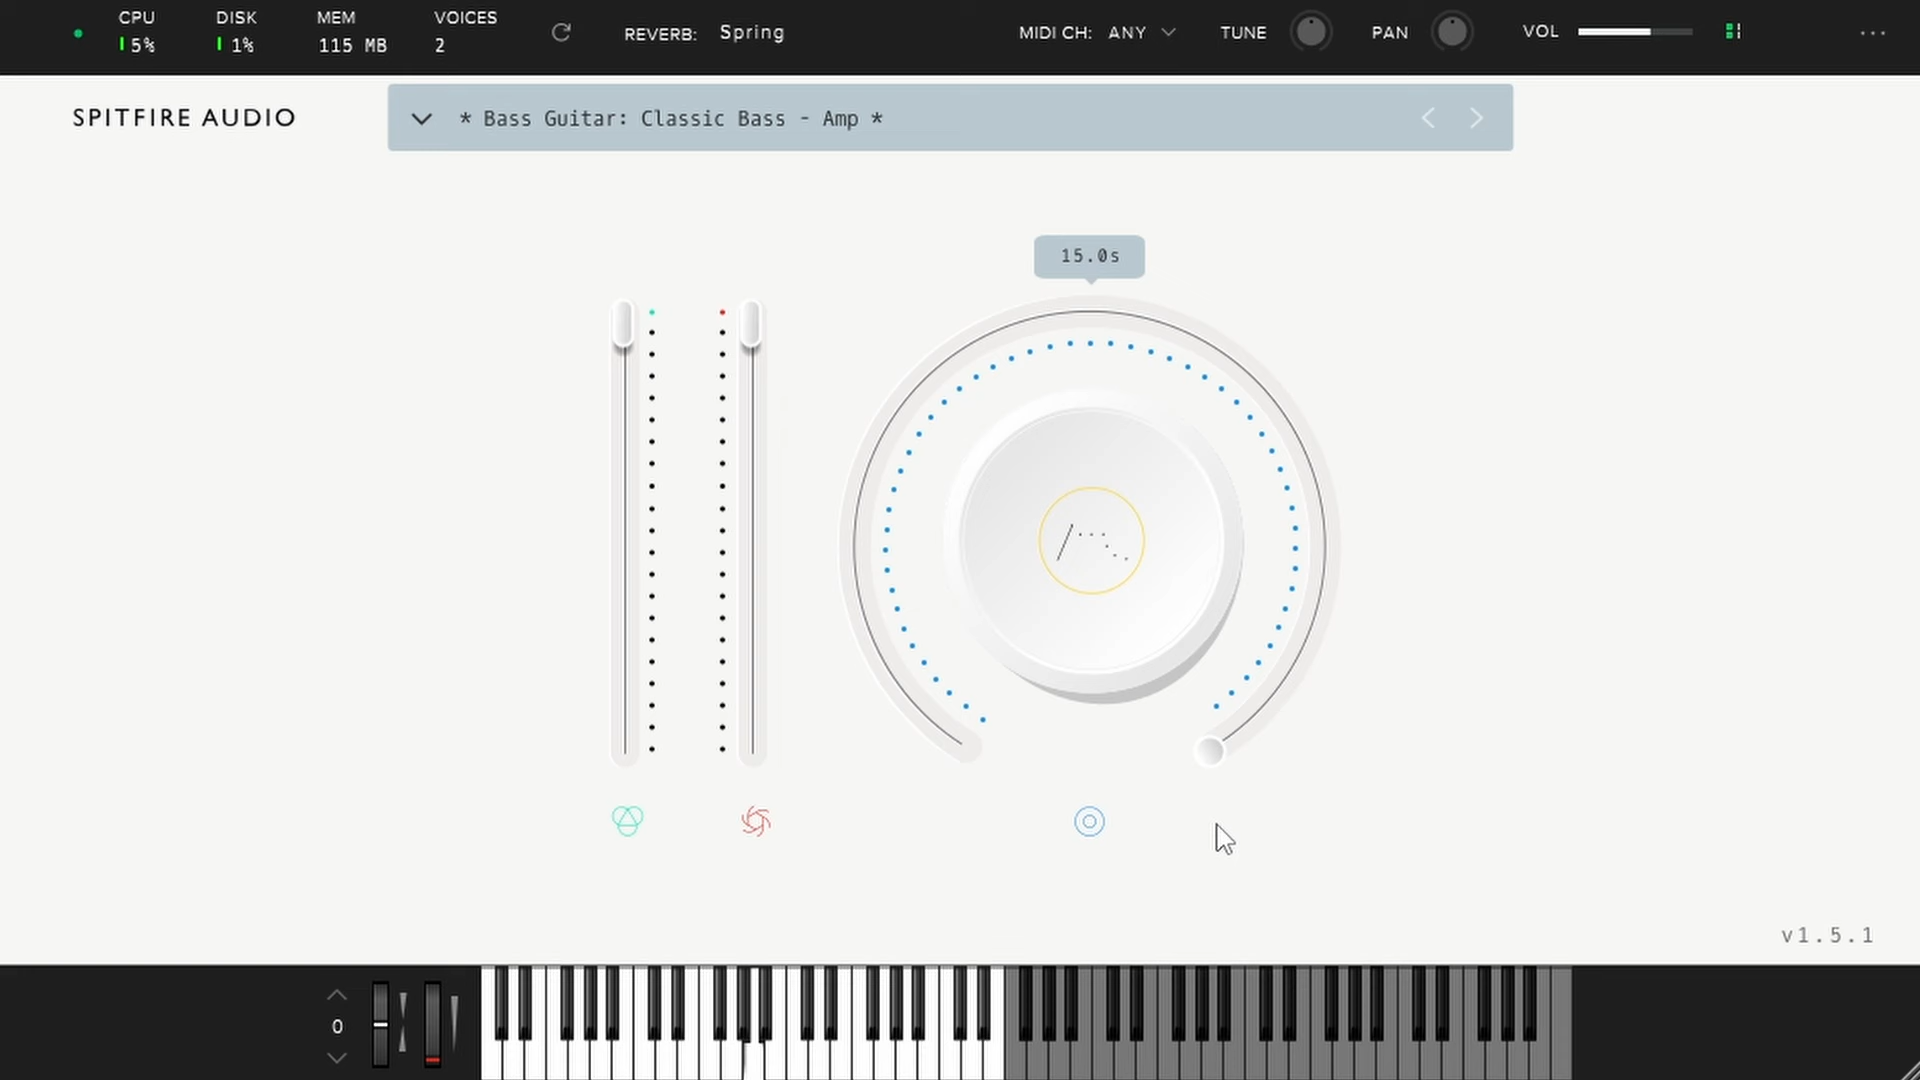 CPU DISK MEM VOICES
5% 1% 115 MB 2
REVERB: Spring
MIDI CH: ANY TUNE PAN VOL
SPITFIRE AUDIO
* Bass Guitar: Classic Bass - Amp *
15.0s
v1.5.1
0